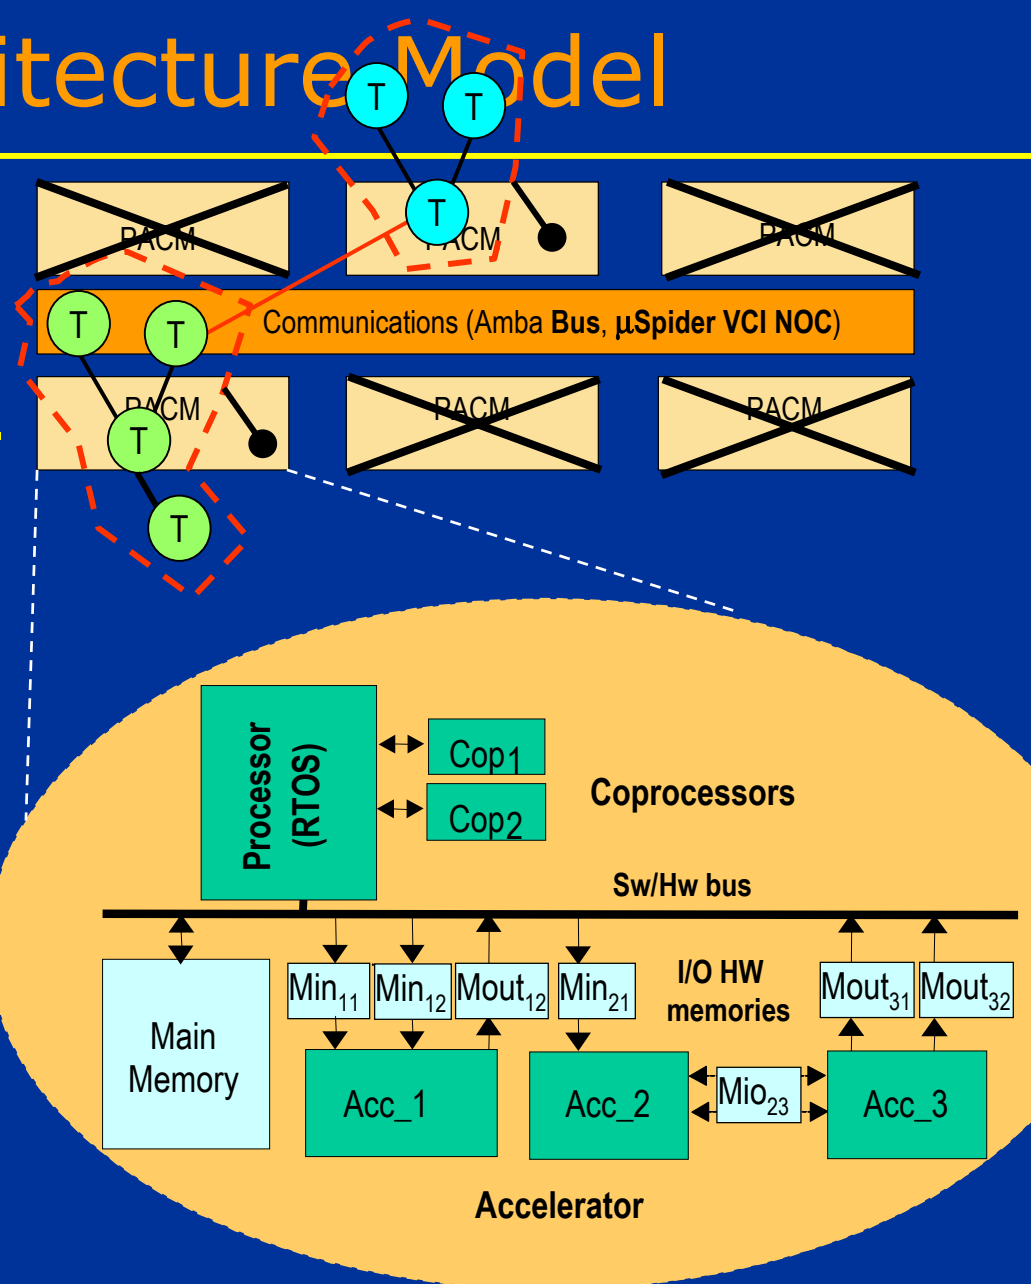 itecture Model
T T
T
PACM PACM PACM
T T Communications (Amba Bus, µSpider VCI NOC)
PACM PACM PACM
T
T
Processor
(RTOS)
Cop1
Cop2
Coprocessors
Sw/Hw bus
Main
Memory
Min11 Min12 Mout12 Min21
I/O HW
memories
Mout31 Mout32
Acc_1 Acc_2 Mio23 Acc_3
Accelerator